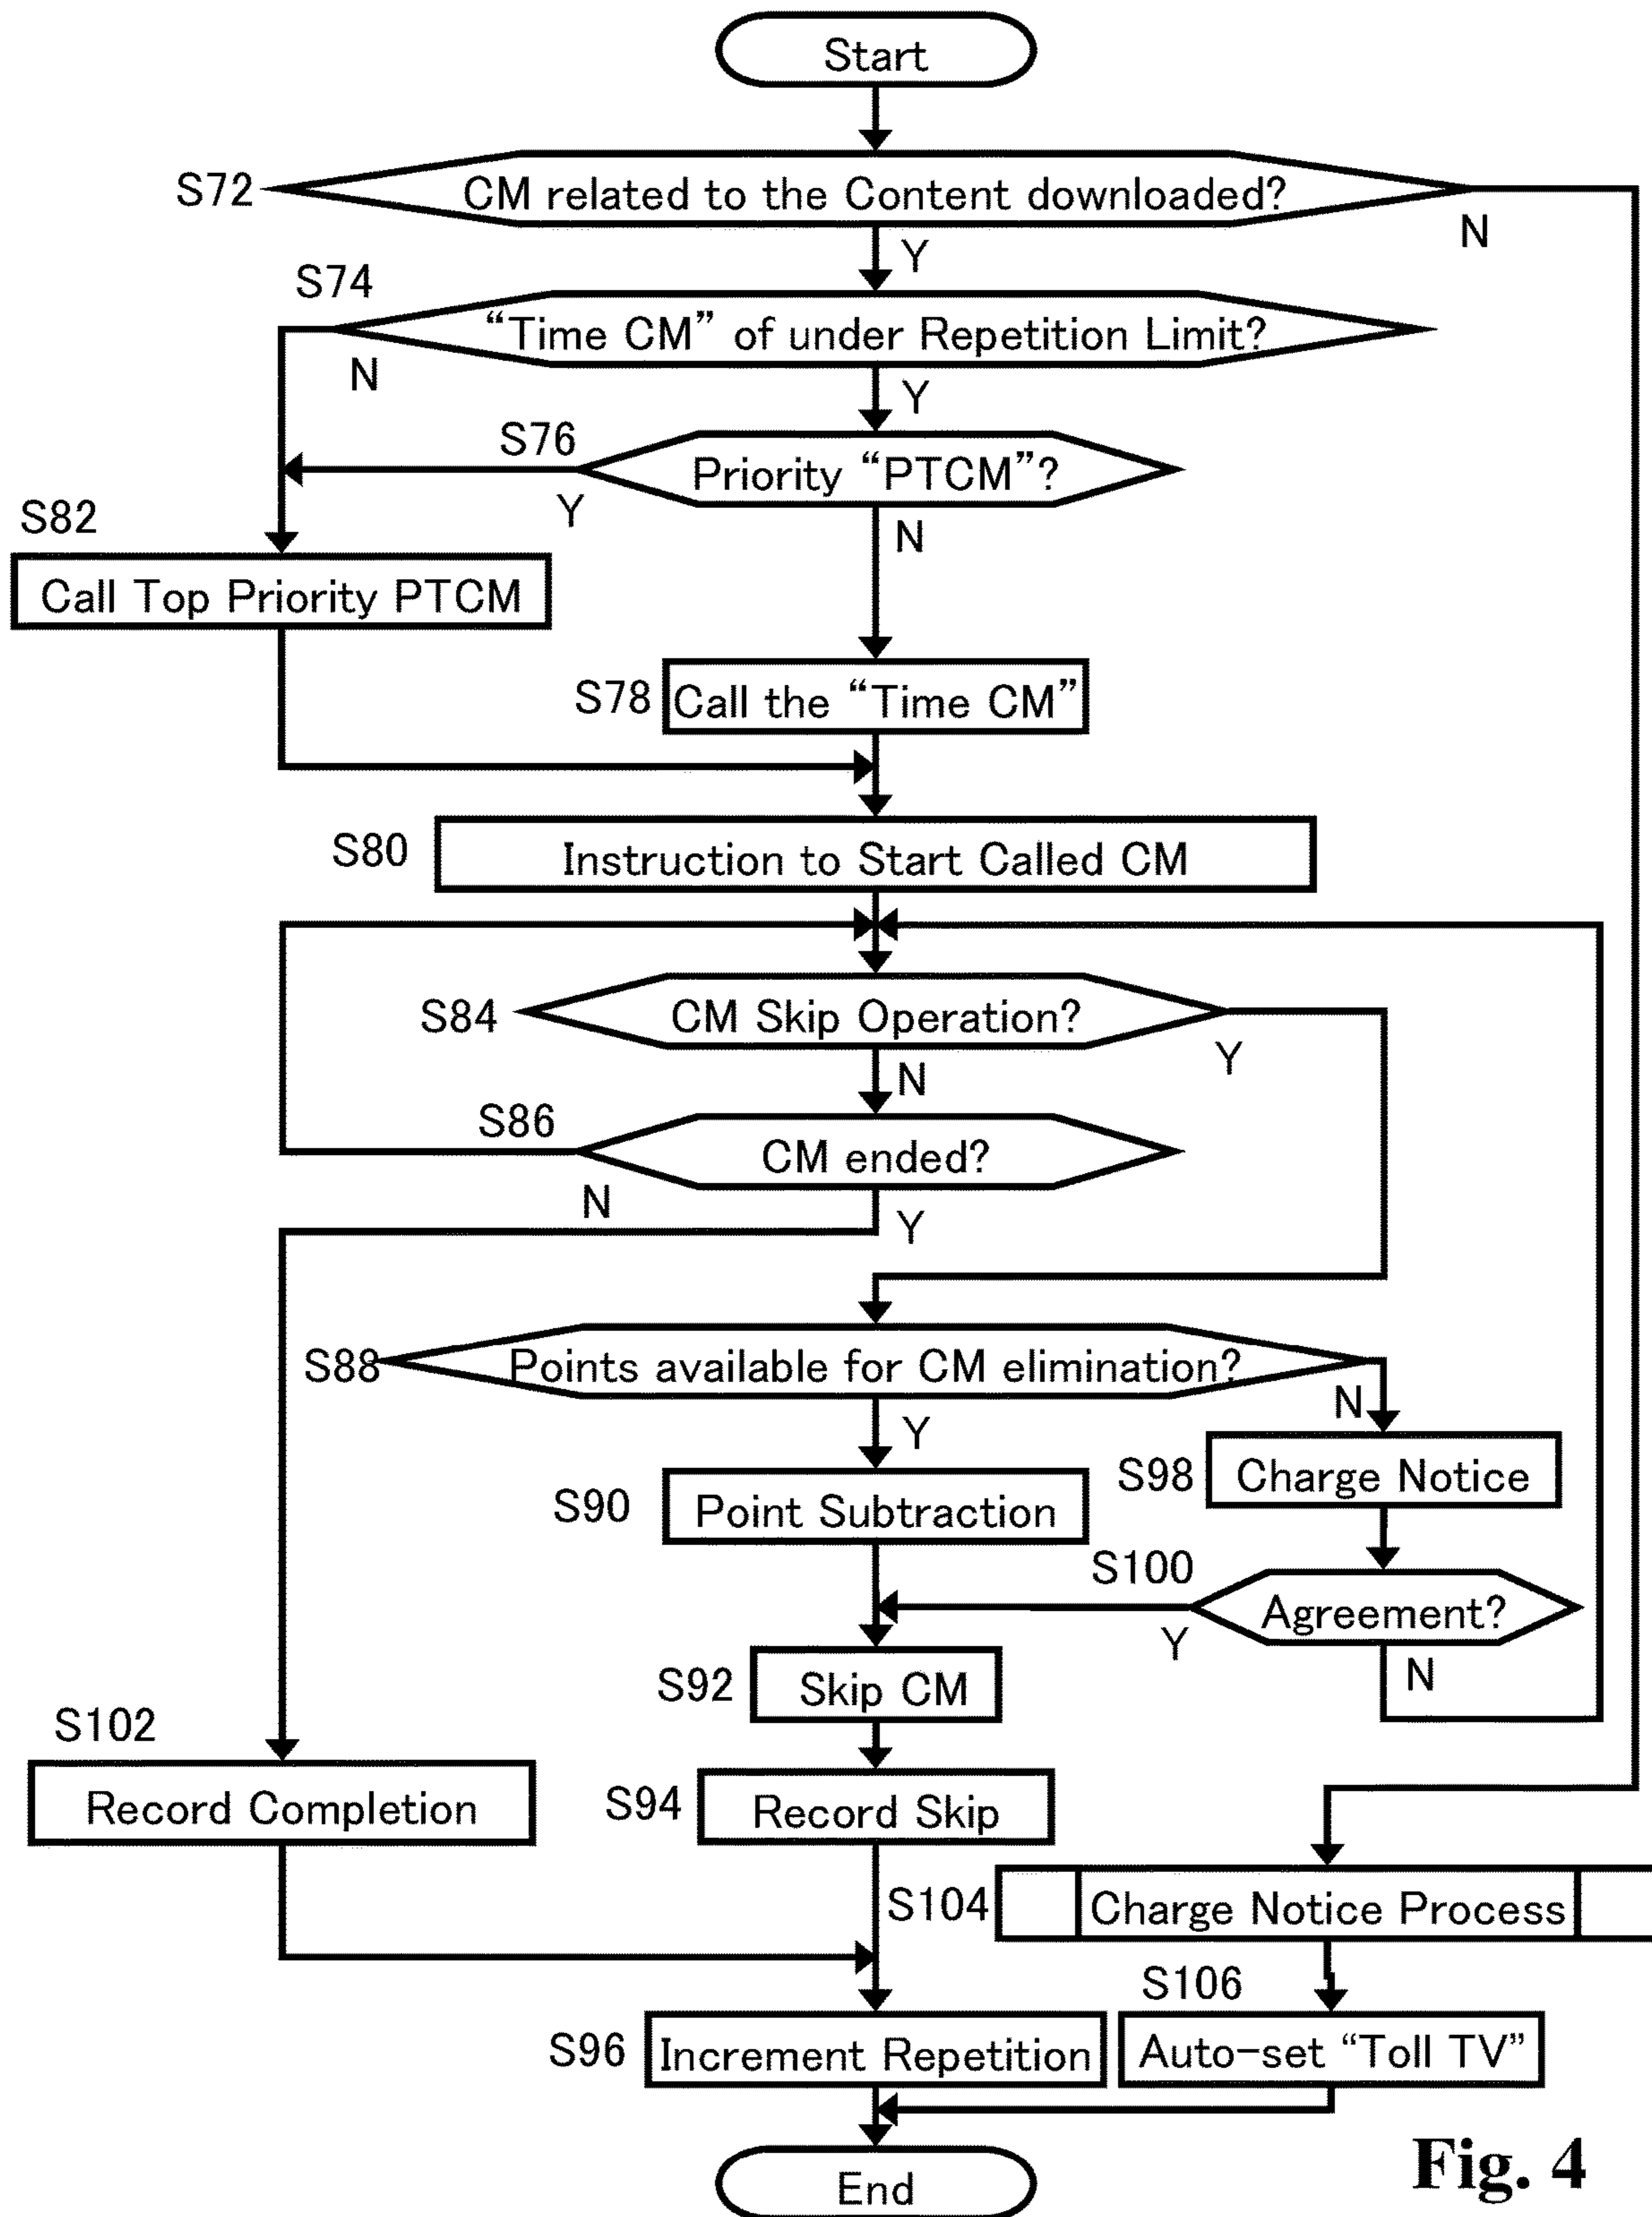 Start
S72
CM related to the Content downloaded?
N
Y
S74
“Time CM” of under Repetition Limit?
N
Y
S76
Priority “PTCM”?
Y
N
S82
Call Top Priority PTCM
S78
Call the “Time CM”
S80
Instruction to Start Called CM
S84
CM Skip Operation?
Y
N
S86
CM ended?
N
Y
S88
Points available for CM elimination?
N
Y
S98
Charge Notice
S90
Point Subtraction
S100
Agreement?
Y
N
S92
Skip CM
S102
Record Completion
S94
Record Skip
S104
Charge Notice Process
S106
S96
Increment Repetition
Auto-set “Toll TV”
End
Fig. 4